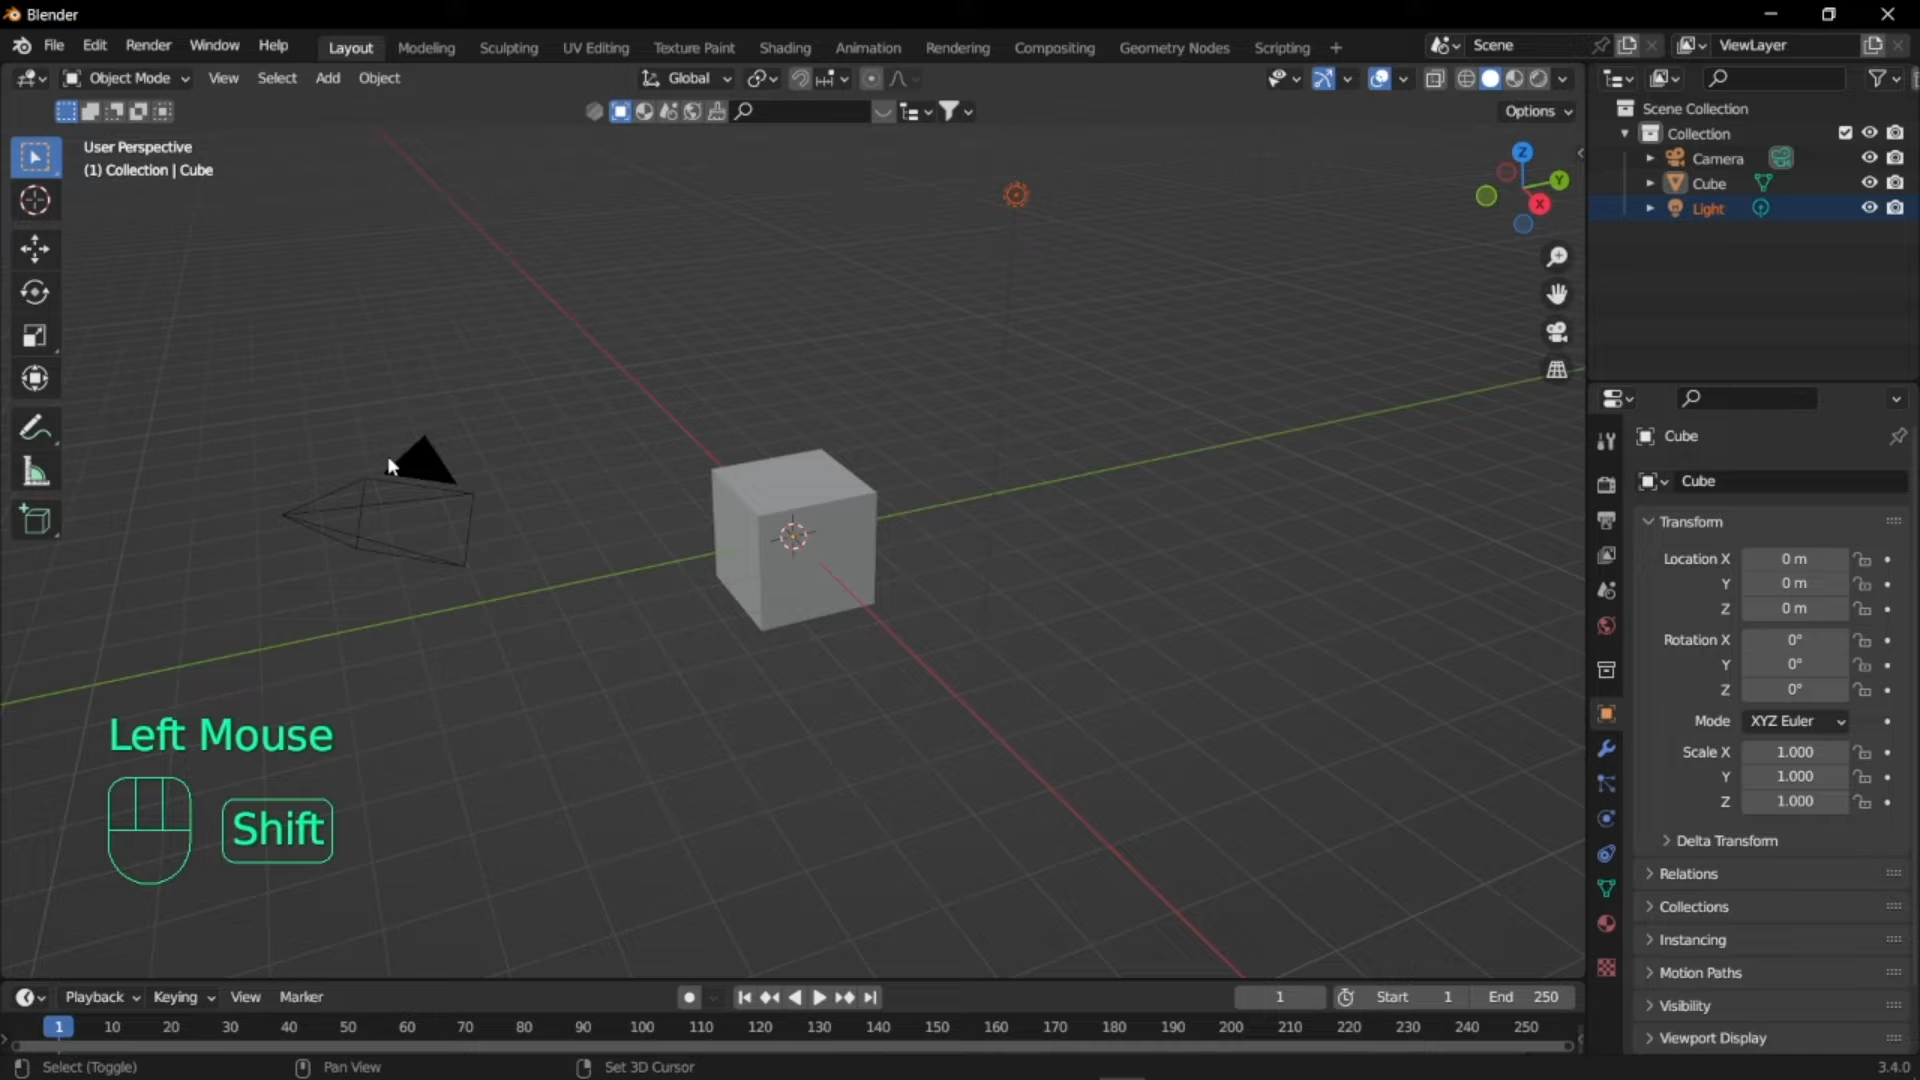 Blender
File Edit Render Window Help Layout Modeling Sculpting UV Editing Texture Paint Shading Animation Rendering Compositing Geometry Nodes Scripting + Scene ViewLayer
Object Mode View Select Add Object Global
Options
User Perspective
(1) Collection | Cube
Z
Y
X
Scene Collection
Collection
Camera
Cube
Light
Cube
Cube
Transform
Location X 0 m
Y 0 m
Z 0 m
Rotation X 0°
Y 0°
Z 0°
Mode XYZ Euler
Scale X 1.000
Y 1.000
Z 1.000
Delta Transform
Relations
Collections
Instancing
Motion Paths
Visibility
Viewport Display
Left Mouse
Shift
Playback Keying View Marker 1 Start 1 End 250
1 10 20 30 40 50 60 70 80 90 100 110 120 130 140 150 160 170 180 190 200 210 220 230 240 250
Select (Toggle) Pan View Set 3D Cursor 3.4.0